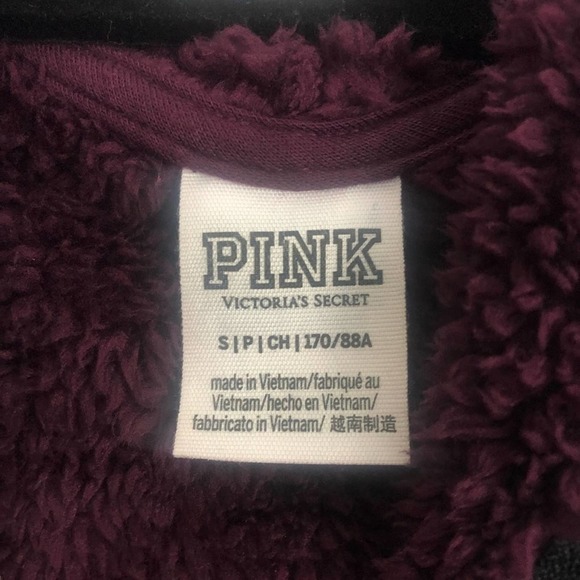 PINK
VICTORIA'S SECRET
S|P|CH|170/88A
made in Vietnam/fabriqué au
Vietnam/hecho en Vietnam/
fabbricato in Vietnam/ 越南制造